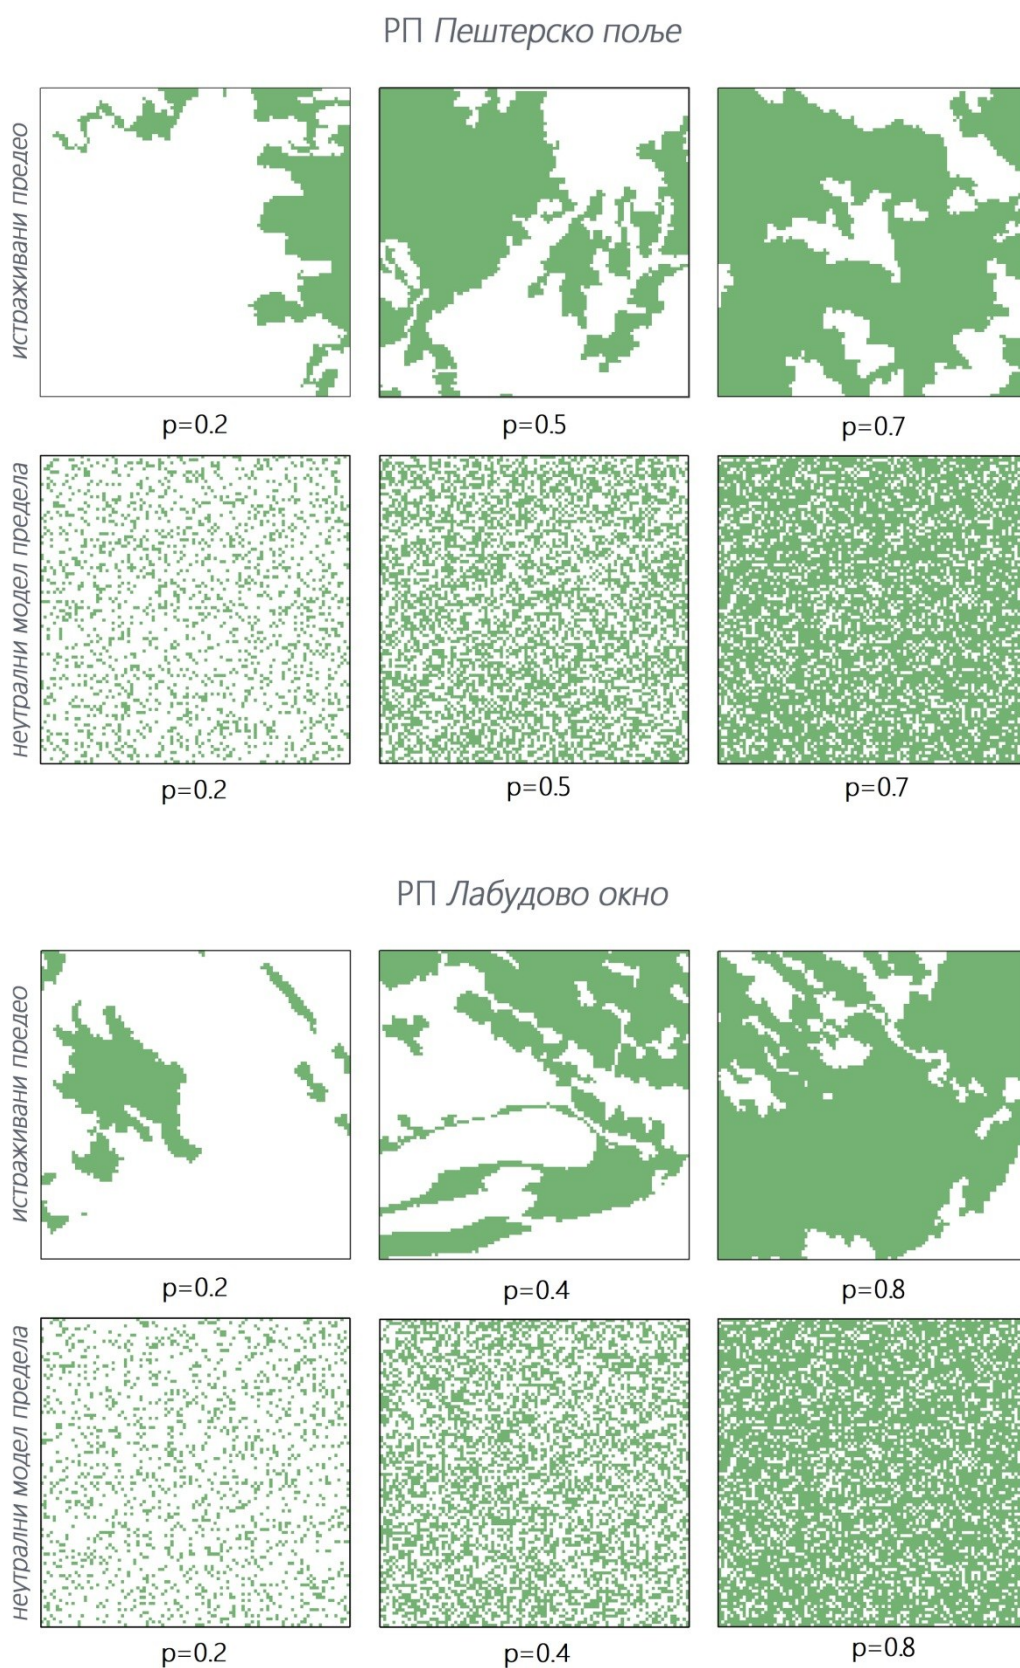 РП Пештерско поље
истраживани предео
p=0.2
p=0.5
p=0.7
неутрални модел предела
p=0.2
p=0.5
p=0.7
РП Лабудово окно
истраживани предео
p=0.2
p=0.4
p=0.8
неутрални модел предела
p=0.2
p=0.4
p=0.8